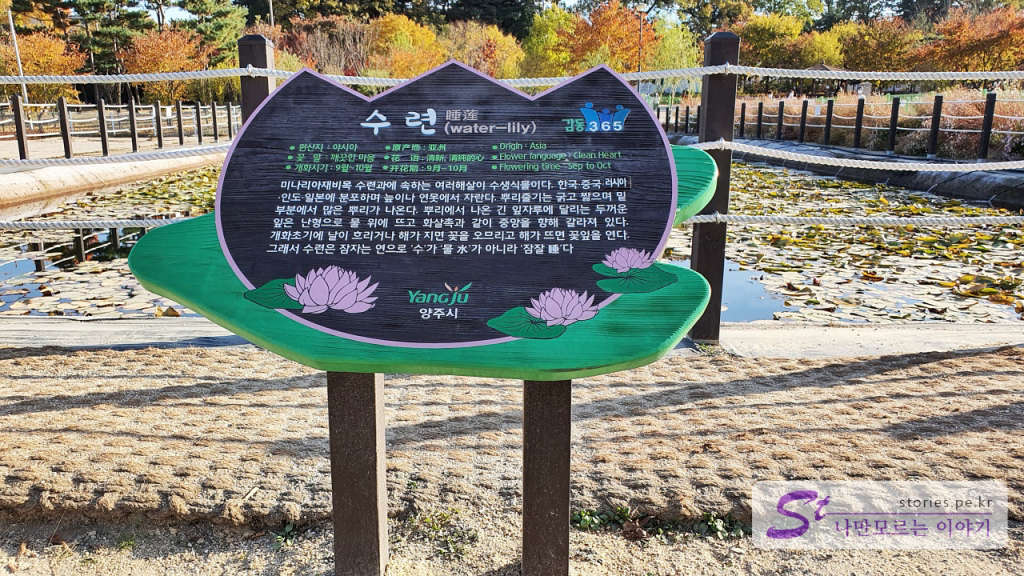 수련 睡莲
(water-lily)
감동365
• 원산지 : 아시아 • 原产地 : 亚洲 • Origin : Asia
• 꽃 말 : 깨끗한 마음 • 花 语 : 清新, 清纯的心 • Flower language : Clean Heart
• 개화시기 : 9월~10월 • 开花期 : 9月~10月 • Flowering time : Sep to Oct
미나리아재비목 수련과에 속하는 여러해살이 수생식물이다. 한국·중국·러시아
·인도·일본에 분포하며 늪이나 연못에서 자란다. 뿌리줄기는 굵고 짧으며 밑
부분에서 많은 뿌리가 나온다. 뿌리에서 나온 긴 잎자루에 달리는 두꺼운
잎은 난형으로 물 위에 뜨고 화살촉과 같이 중앙을 향해 갈라져 있다.
개화초기에 날이 흐리거나 해가 지면 꽃을 오므리고 해가 뜨면 꽃잎을 연다.
그래서 수련은 잠자는 연으로 '수'가 '물 水'가 아니라 '잠잘 睡'다
YangJu
양주시
St
stories.pe.kr
나만모르는 이야기